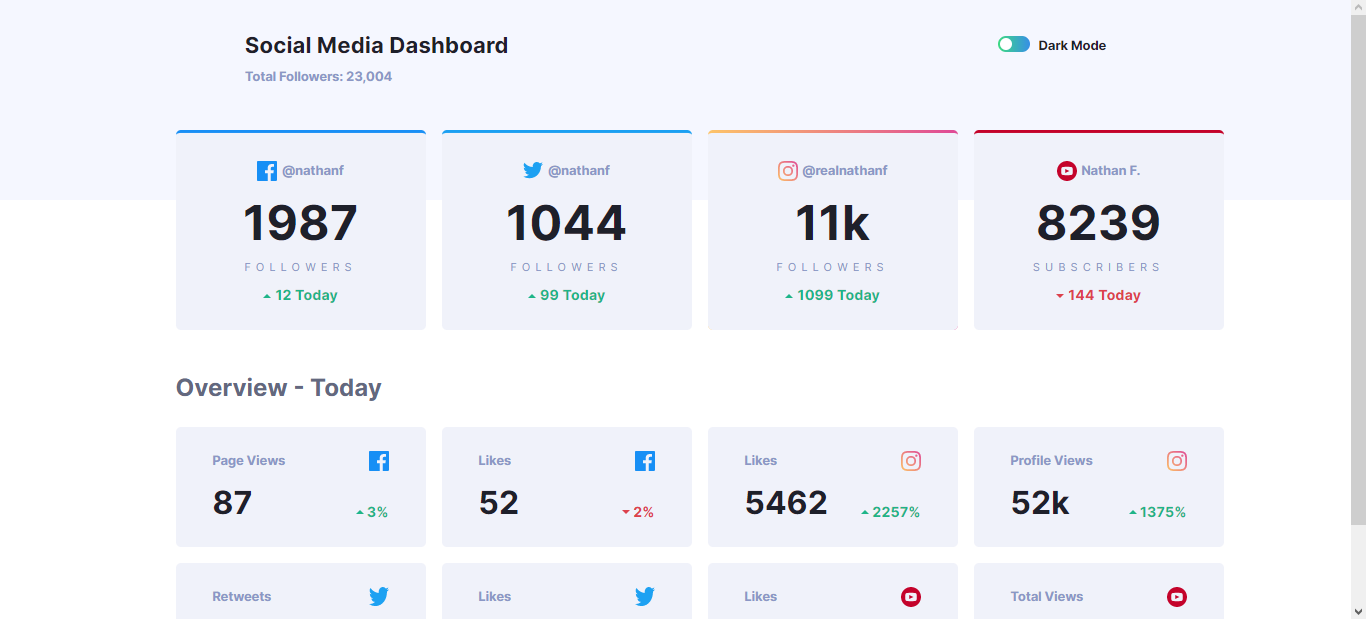 Social Media Dashboard
Dark Mode
Total Followers: 23,004
@nathanf
1987
FOLLOWERS
12 Today
@nathanf
1044
FOLLOWERS
99 Today
@realnathanf
11k
FOLLOWERS
1099 Today
Nathan F.
8239
SUBSCRIBERS
144 Today
Overview - Today
Page Views
87
3%
Likes
52
2%
Likes
5462
2257%
Profile Views
52k
1375%
Retweets
Likes
Likes
Total Views